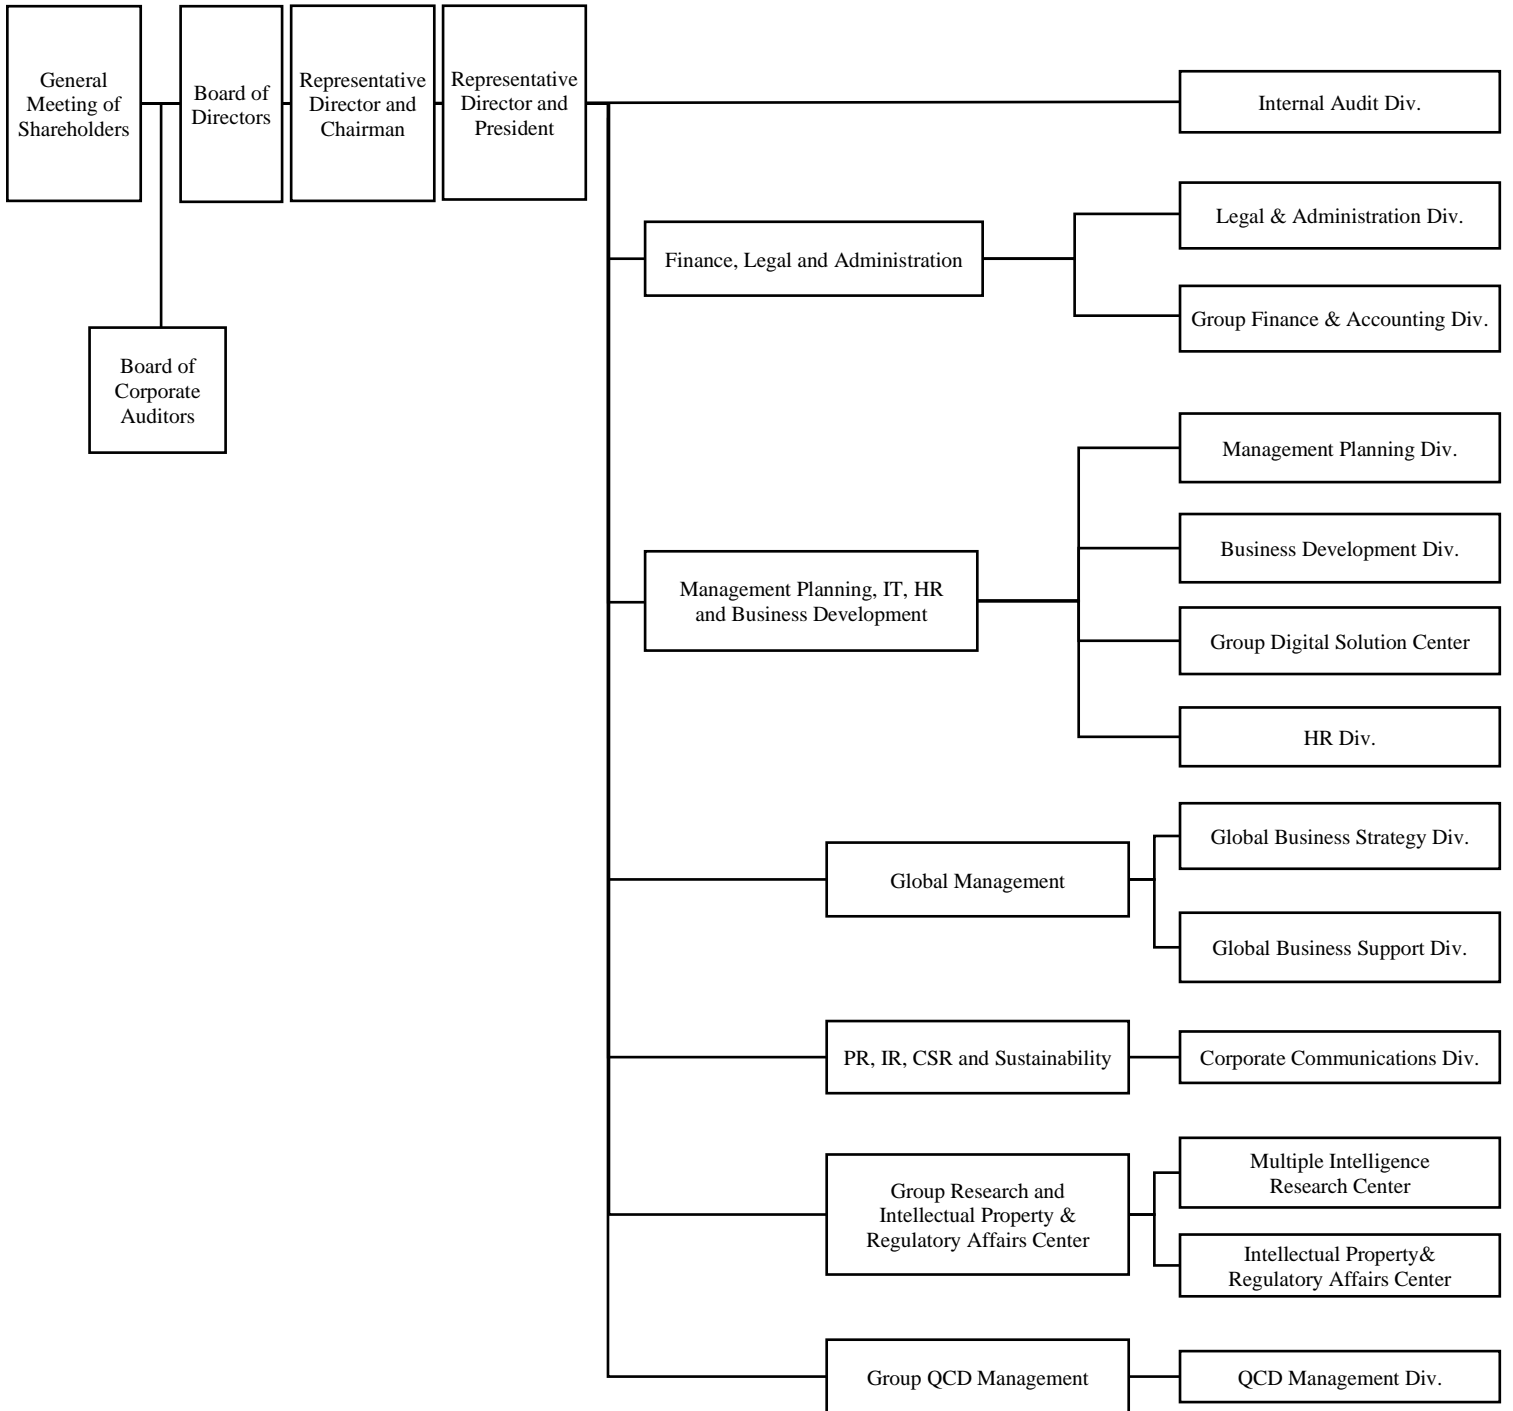 General
Meeting of
Shareholders
Board of
Directors
Representative
Director and
Chairman
Representative
Director and
President
Board of
Corporate
Auditors
Internal Audit Div.
Finance, Legal and Administration
Legal & Administration Div.
Group Finance & Accounting Div.
Management Planning, IT, HR
and Business Development
Management Planning Div.
Business Development Div.
Group Digital Solution Center
HR Div.
Global Management
Global Business Strategy Div.
Global Business Support Div.
PR, IR, CSR and Sustainability
Corporate Communications Div.
Group Research and
Intellectual Property &
Regulatory Affairs Center
Multiple Intelligence
Research Center
Intellectual Property&
Regulatory Affairs Center
Group QCD Management
QCD Management Div.